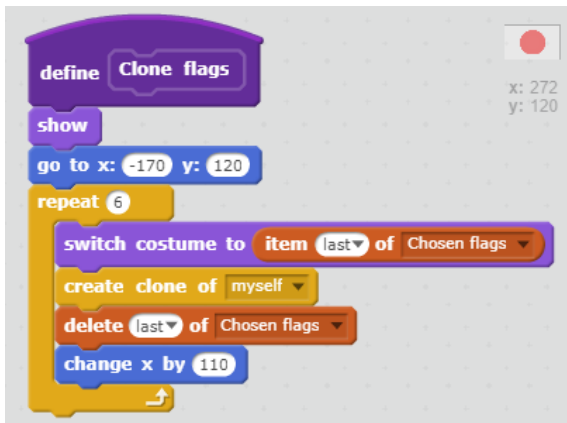 define Clone flags
x: 272
y: 120
show
go to x: -170 y: 120
repeat 6
switch costume to item last of Chosen flags
create clone of myself
delete last of Chosen flags
change x by 110